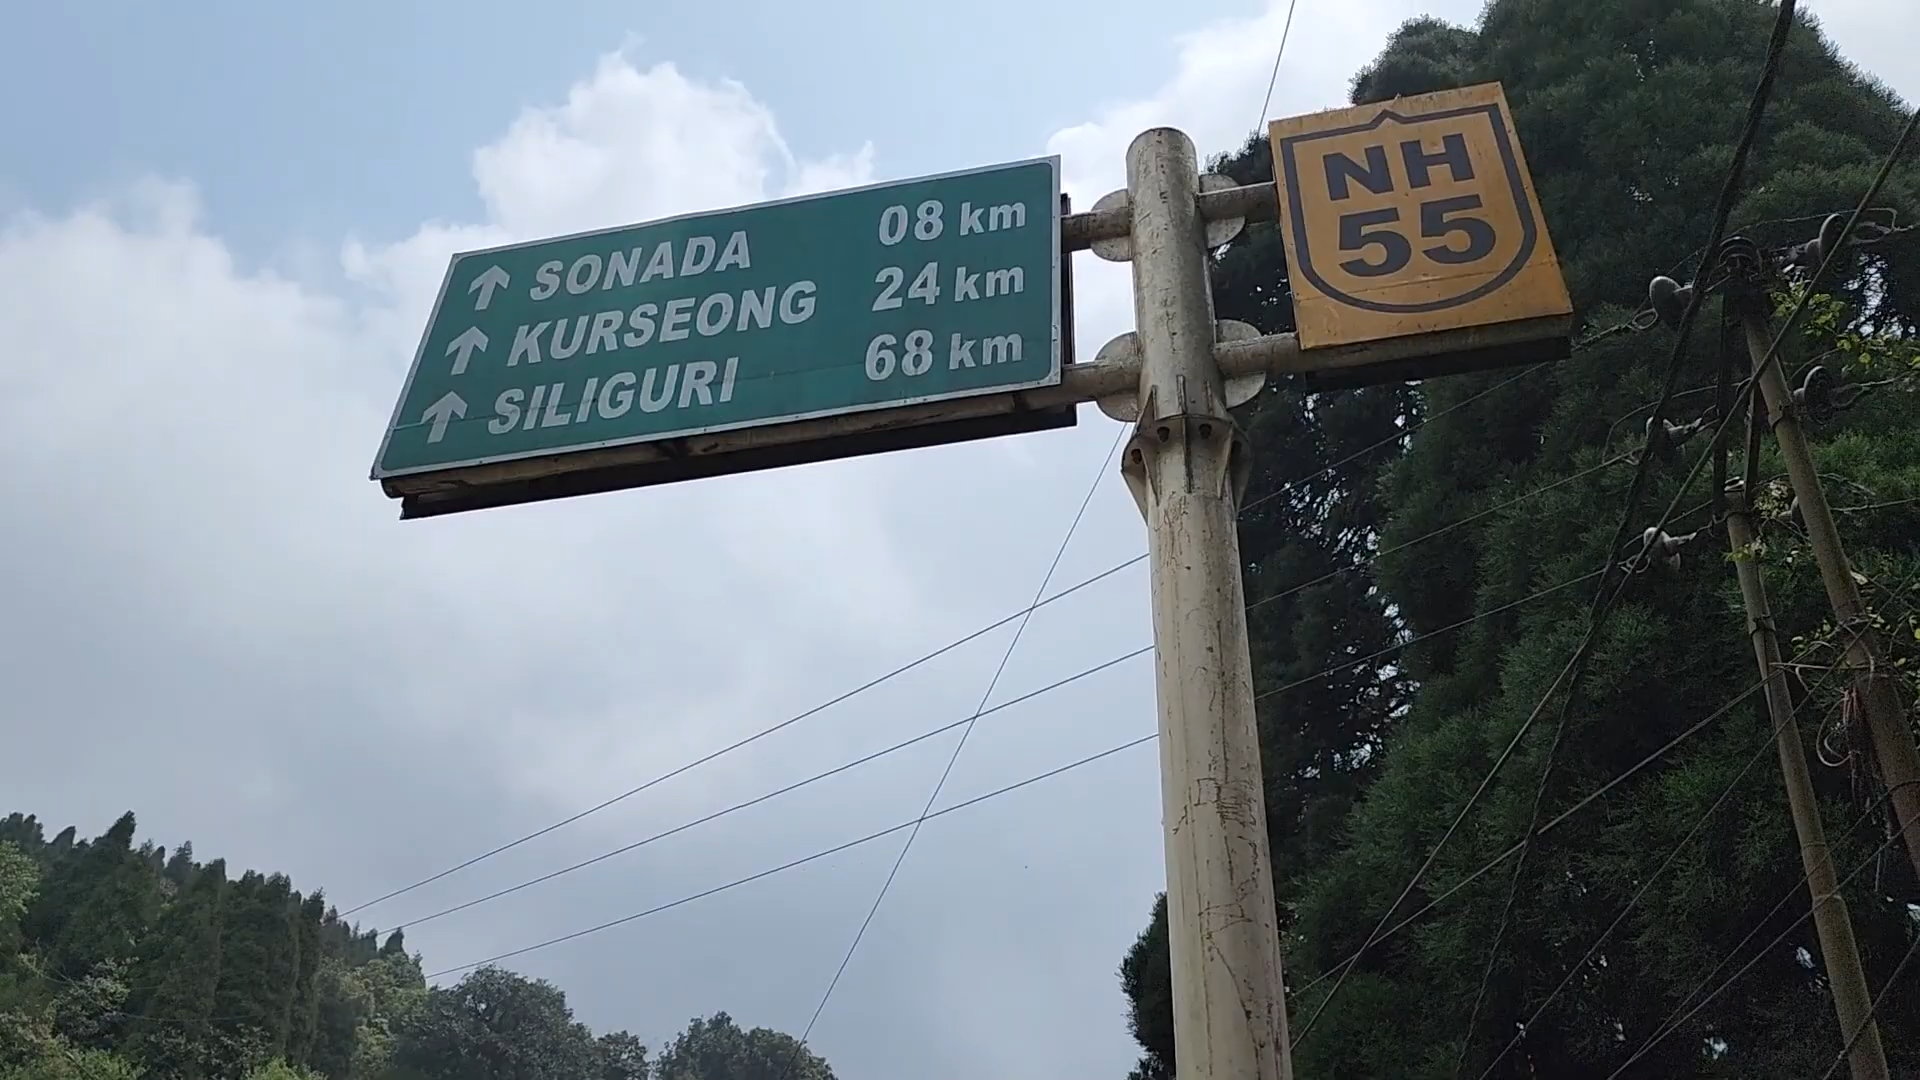 SONADA 08 km
KURSEONG 24 km
SILIGURI 68 km
NH
55